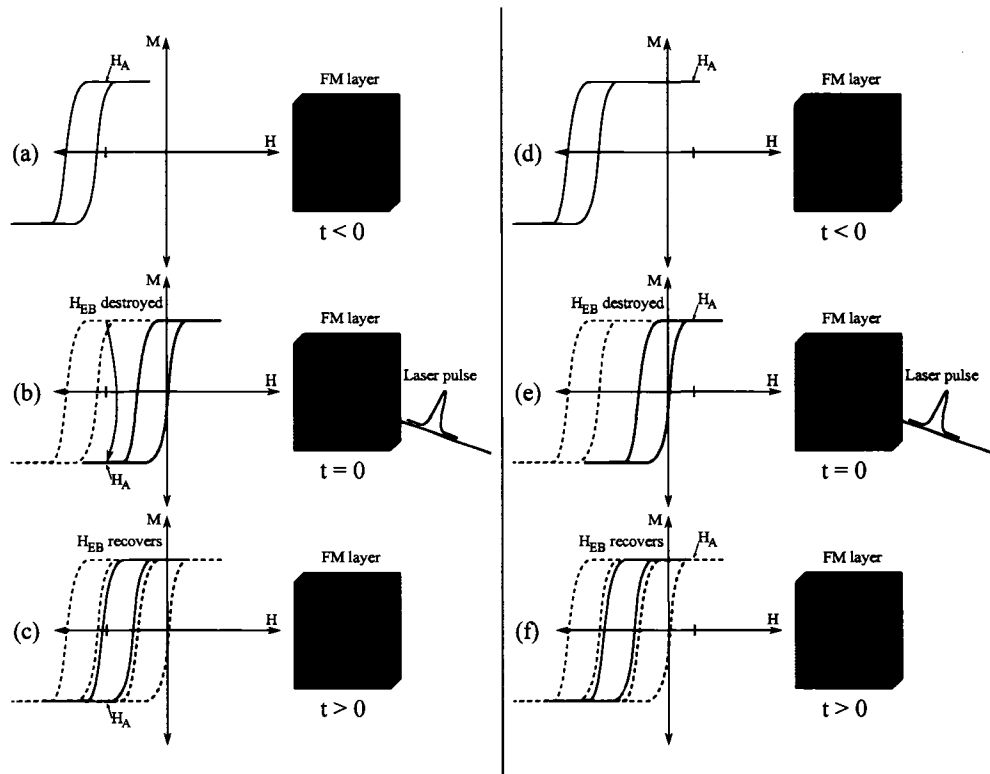 M
H_A
FM layer
H
(a)
t < 0
M
H_EB destroyed
FM layer
Laser pulse
H
(b)
H_A
t = 0
M
H_EB recovers
FM layer
H
(c)
H_A
t > 0
M
H_A
FM layer
H
(d)
t < 0
M
H_EB destroyed
H_A
FM layer
Laser pulse
H
(e)
t = 0
M
H_EB recovers
H_A
FM layer
H
(f)
t > 0